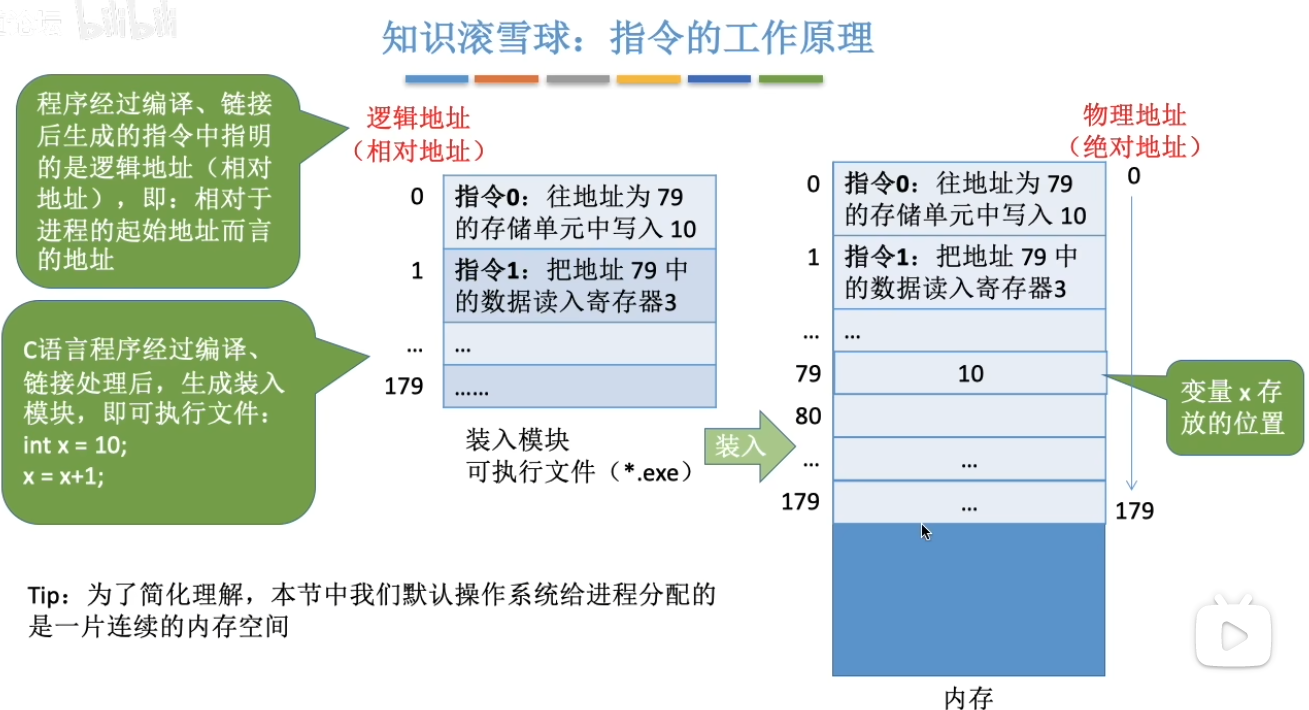 bilibili
知识滚雪球：指令的工作原理
程序经过编译、链接
后生成的指令中指明
的是逻辑地址（相对
地址），即：相对于
进程的起始地址而言
的地址
C语言程序经过编译、
链接处理后，生成装入
模块，即可执行文件：
int x = 10;
x = x+1;
逻辑地址
（相对地址）
0
指令0：往地址为 79
的存储单元中写入 10
1
指令1：把地址 79 中
的数据读入寄存器3
...
...
179
......
装入模块
可执行文件（*.exe）
装入
物理地址
（绝对地址）
0
指令0：往地址为 79
的存储单元中写入 10
0
1
指令1：把地址 79 中
的数据读入寄存器3
...
...
79
10
80
...
...
179
...
179
变量 x 存
放的位置
内存
Tip：为了简化理解，本节中我们默认操作系统给进程分配的
是一片连续的内存空间